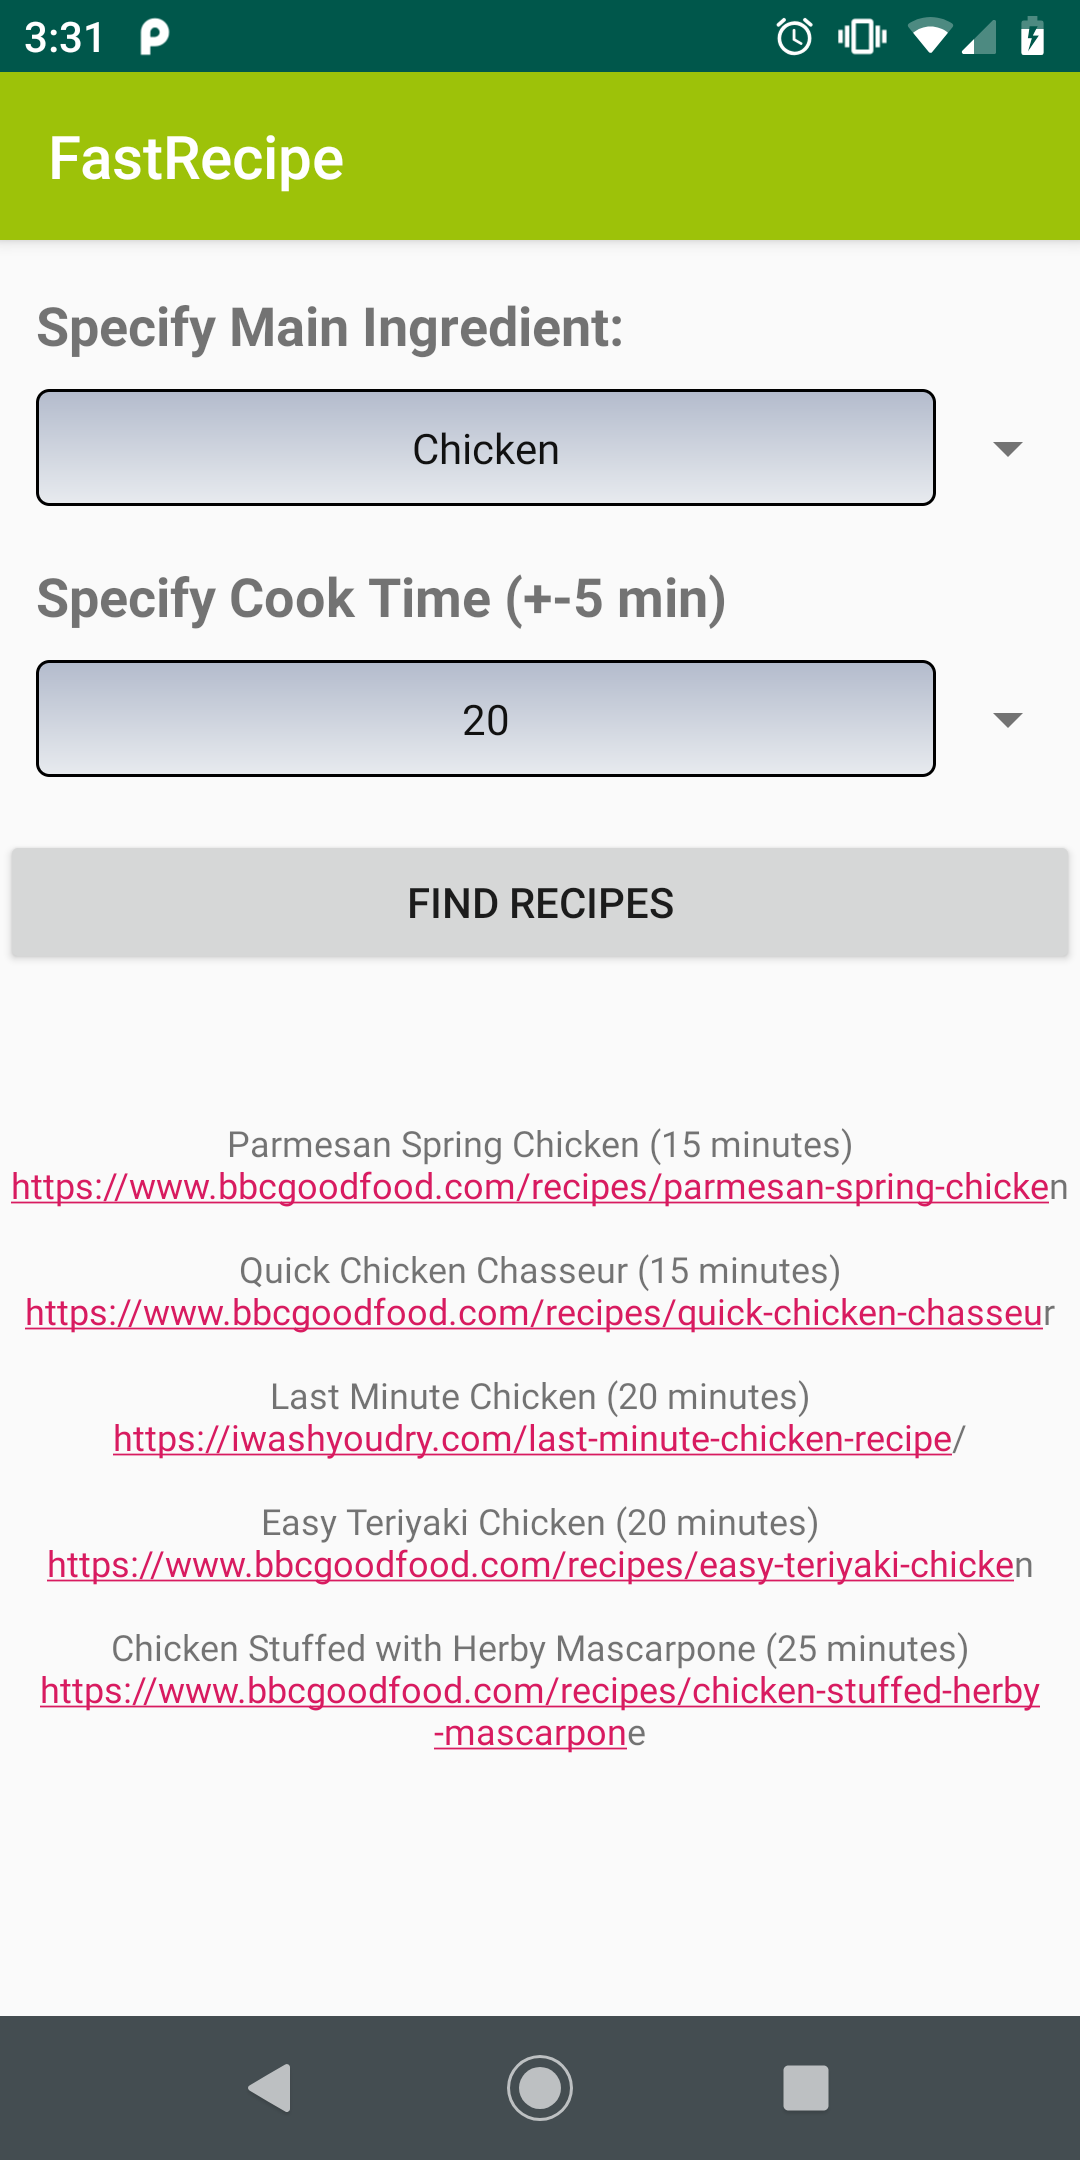 3:31
FastRecipe
Specify Main Ingredient:
Chicken
Specify Cook Time (+-5 min)
20
FIND RECIPES
Parmesan Spring Chicken (15 minutes)
https://www.bbcgoodfood.com/recipes/parmesan-spring-chicken
Quick Chicken Chasseur (15 minutes)
https://www.bbcgoodfood.com/recipes/quick-chicken-chasseur
Last Minute Chicken (20 minutes)
https://iwashyoudry.com/last-minute-chicken-recipe/
Easy Teriyaki Chicken (20 minutes)
https://www.bbcgoodfood.com/recipes/easy-teriyaki-chicken
Chicken Stuffed with Herby Mascarpone (25 minutes)
https://www.bbcgoodfood.com/recipes/chicken-stuffed-herby
-mascarpone